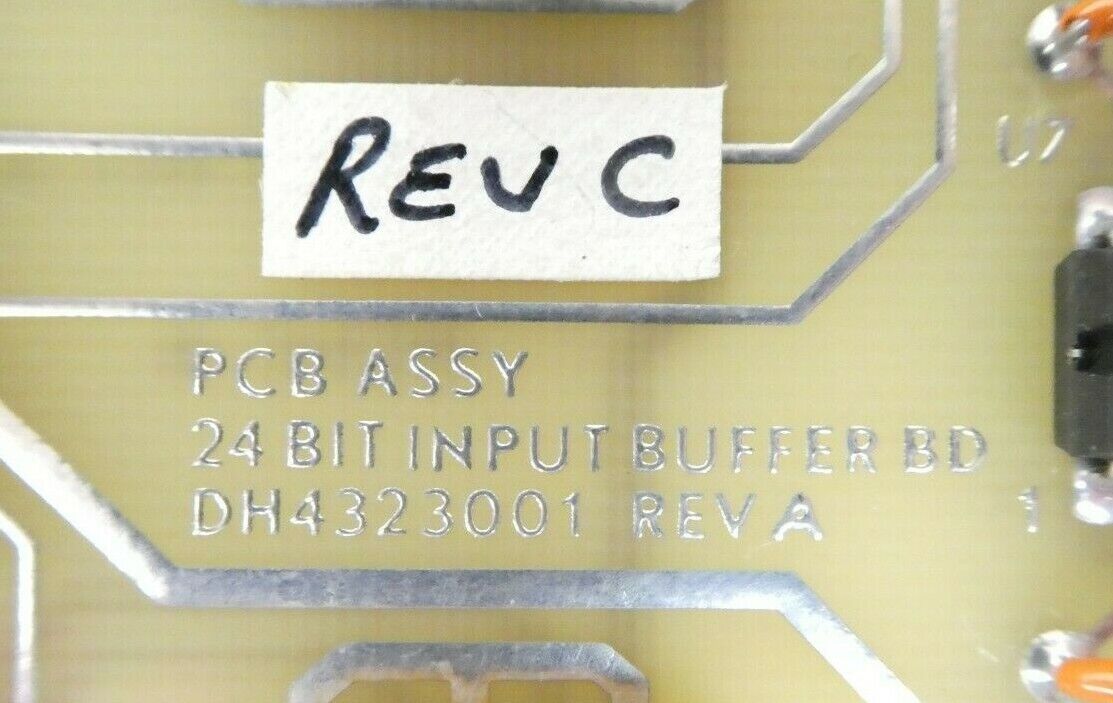 REV C
U7
PCB ASSY
24 BIT INPUT BUFFER BD
DH4323001 REV A
1